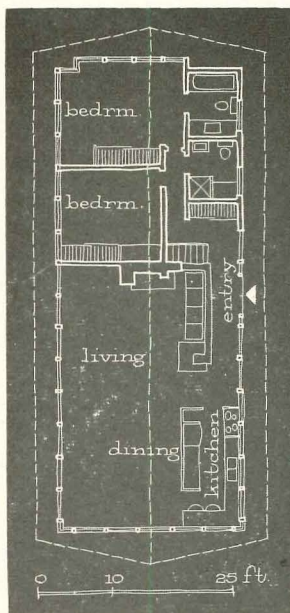 bedrm.
bedrm.
entry
living
dining
kitchen
0 10 25 ft.